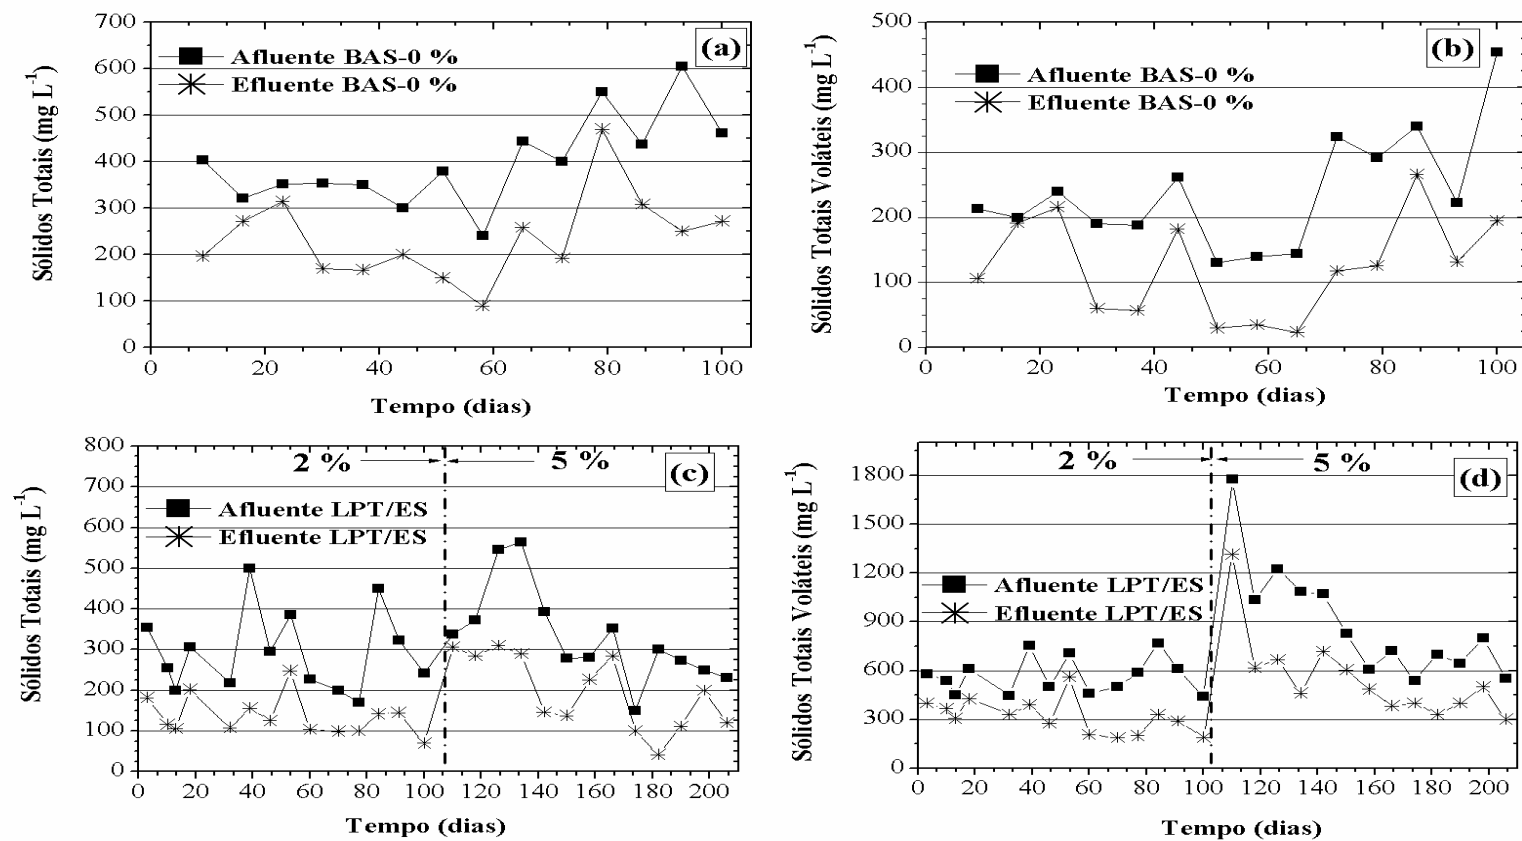 (a)
Afluente BAS-0 %
Efluente BAS-0 %
Sólidos Totais (mg L-1)
700
600
500
400
300
200
100
0
0 20 40 60 80 100
Tempo (dias)
(b)
Afluente BAS-0 %
Efluente BAS-0 %
Sólidos Totais Voláteis (mg L-1)
500
400
300
200
100
0
0 20 40 60 80 100
Tempo (dias)
2 % 5 %
(c)
Afluente LPT/ES
Efluente LPT/ES
Sólidos Totais (mg L-1)
800
700
600
500
400
300
200
100
0
0 20 40 60 80 100 120 140 160 180 200
Tempo (dias)
2 % 5 %
(d)
Afluente LPT/ES
Efluente LPT/ES
Sólidos Totais Voláteis (mg L-1)
1800
1500
1200
900
600
300
0
0 20 40 60 80 100 120 140 160 180 200
Tempo (dias)